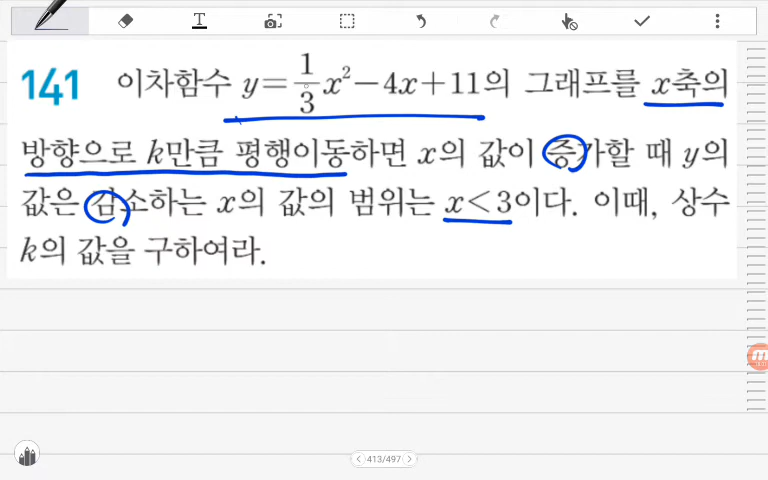 T
141 이차함수 y=1/3x²-4x+11의 그래프를 x축의
방향으로 k만큼 평행이동하면 x의 값이 증가할 때 y의
값은 감소하는 x의 값의 범위는 x<3이다. 이때, 상수
k의 값을 구하여라.
413/497